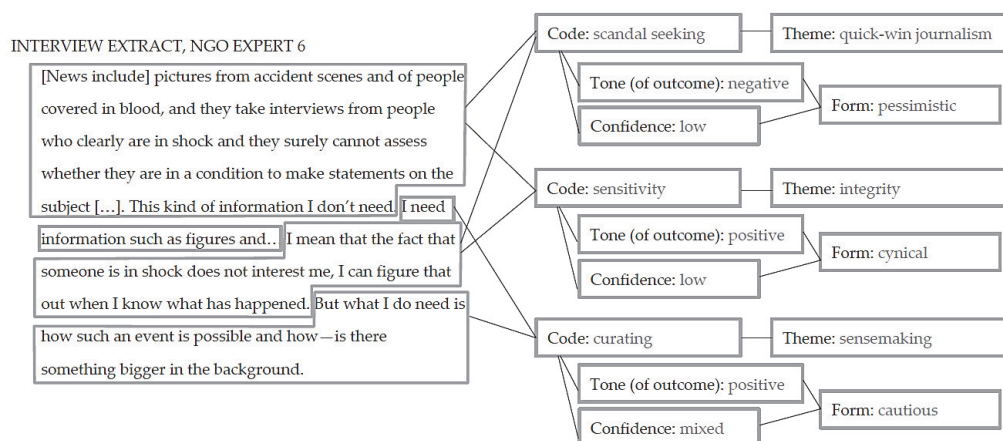 INTERVIEW EXTRACT, NGO EXPERT 6
[News include] pictures from accident scenes and of people
covered in blood, and they take interviews from people
who clearly are in shock and they surely cannot assess
whether they are in a condition to make statements on the
subject […]. This kind of information I don't need. I need
information such as figures and… I mean that the fact that
someone is in shock does not interest me, I can figure that
out when I know what has happened. But what I do need is
how such an event is possible and how—is there
something bigger in the background.
Code: scandal seeking
Theme: quick-win journalism
Tone (of outcome): negative
Confidence: low
Form: pessimistic
Code: sensitivity
Theme: integrity
Tone (of outcome): positive
Confidence: low
Form: cynical
Code: curating
Theme: sensemaking
Tone (of outcome): positive
Confidence: mixed
Form: cautious